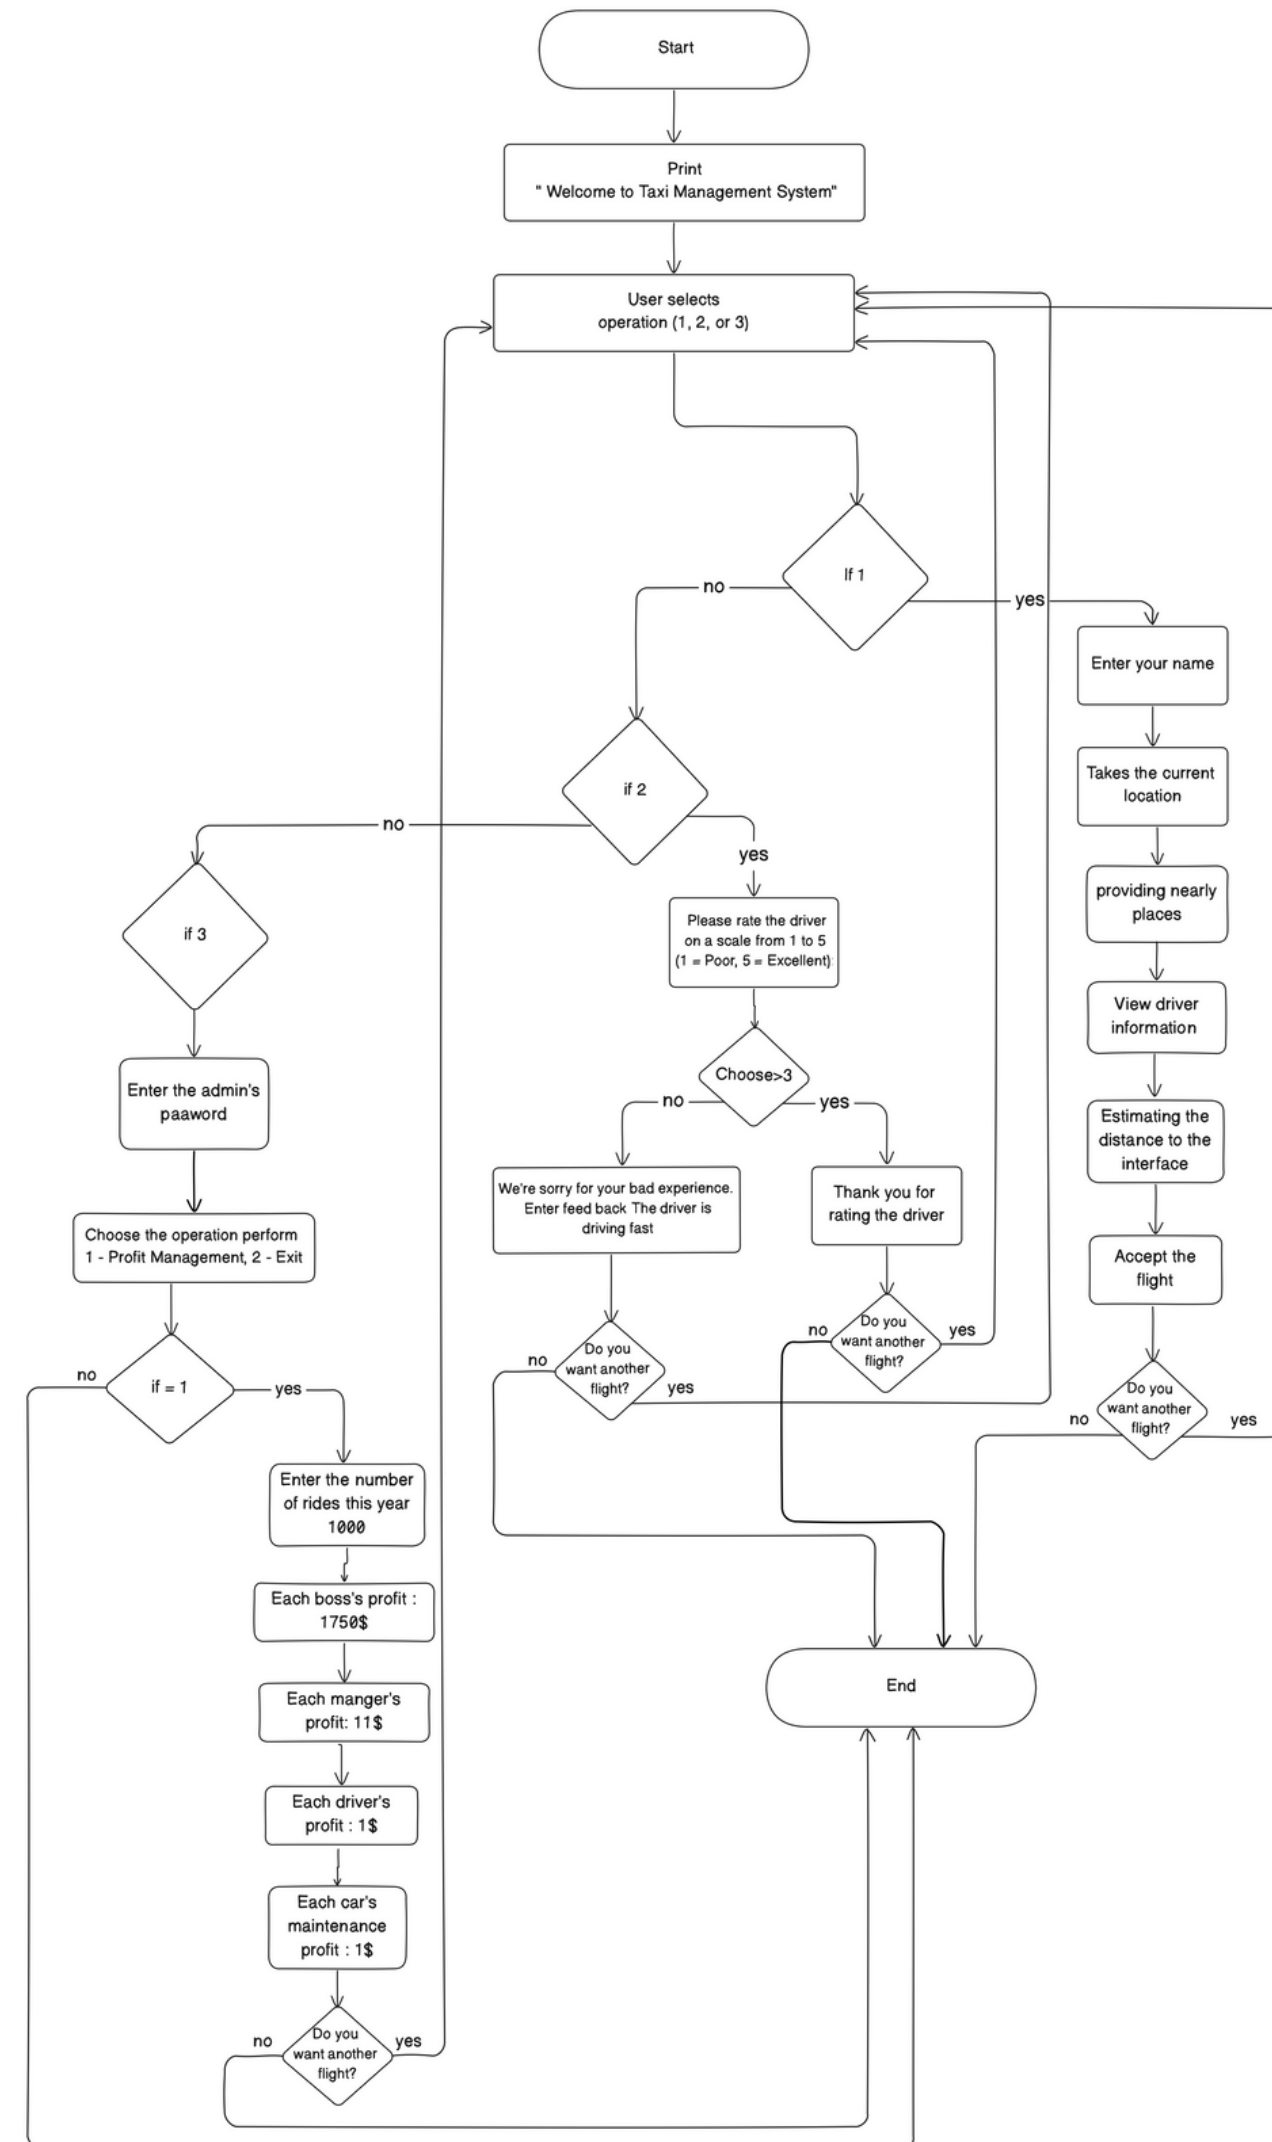 Start
Print
" Welcome to Taxi Management System"
User selects
operation (1, 2, or 3)
If 1
no
yes
Enter your name
Takes the current
location
providing nearly
places
View driver
information
Estimating the
distance to the
interface
Accept the
flight
Do you
want another
flight?
no
yes
if 2
no
yes
Please rate the driver
on a scale from 1 to 5
(1 = Poor, 5 = Excellent):
Choose>3
no
yes
We're sorry for your bad experience.
Enter feed back The driver is
driving fast
Thank you for
rating the driver
Do you
want another
flight?
no
yes
Do you
want another
flight?
no
yes
if 3
Enter the admin's
paaword
Choose the operation perform
1 - Profit Management, 2 - Exit
if = 1
no
yes
Enter the number
of rides this year
1000
Each boss's profit :
1750$
Each manger's
profit: 11$
Each driver's
profit : 1$
Each car's
maintenance
profit : 1$
Do you
want another
flight?
no
yes
End